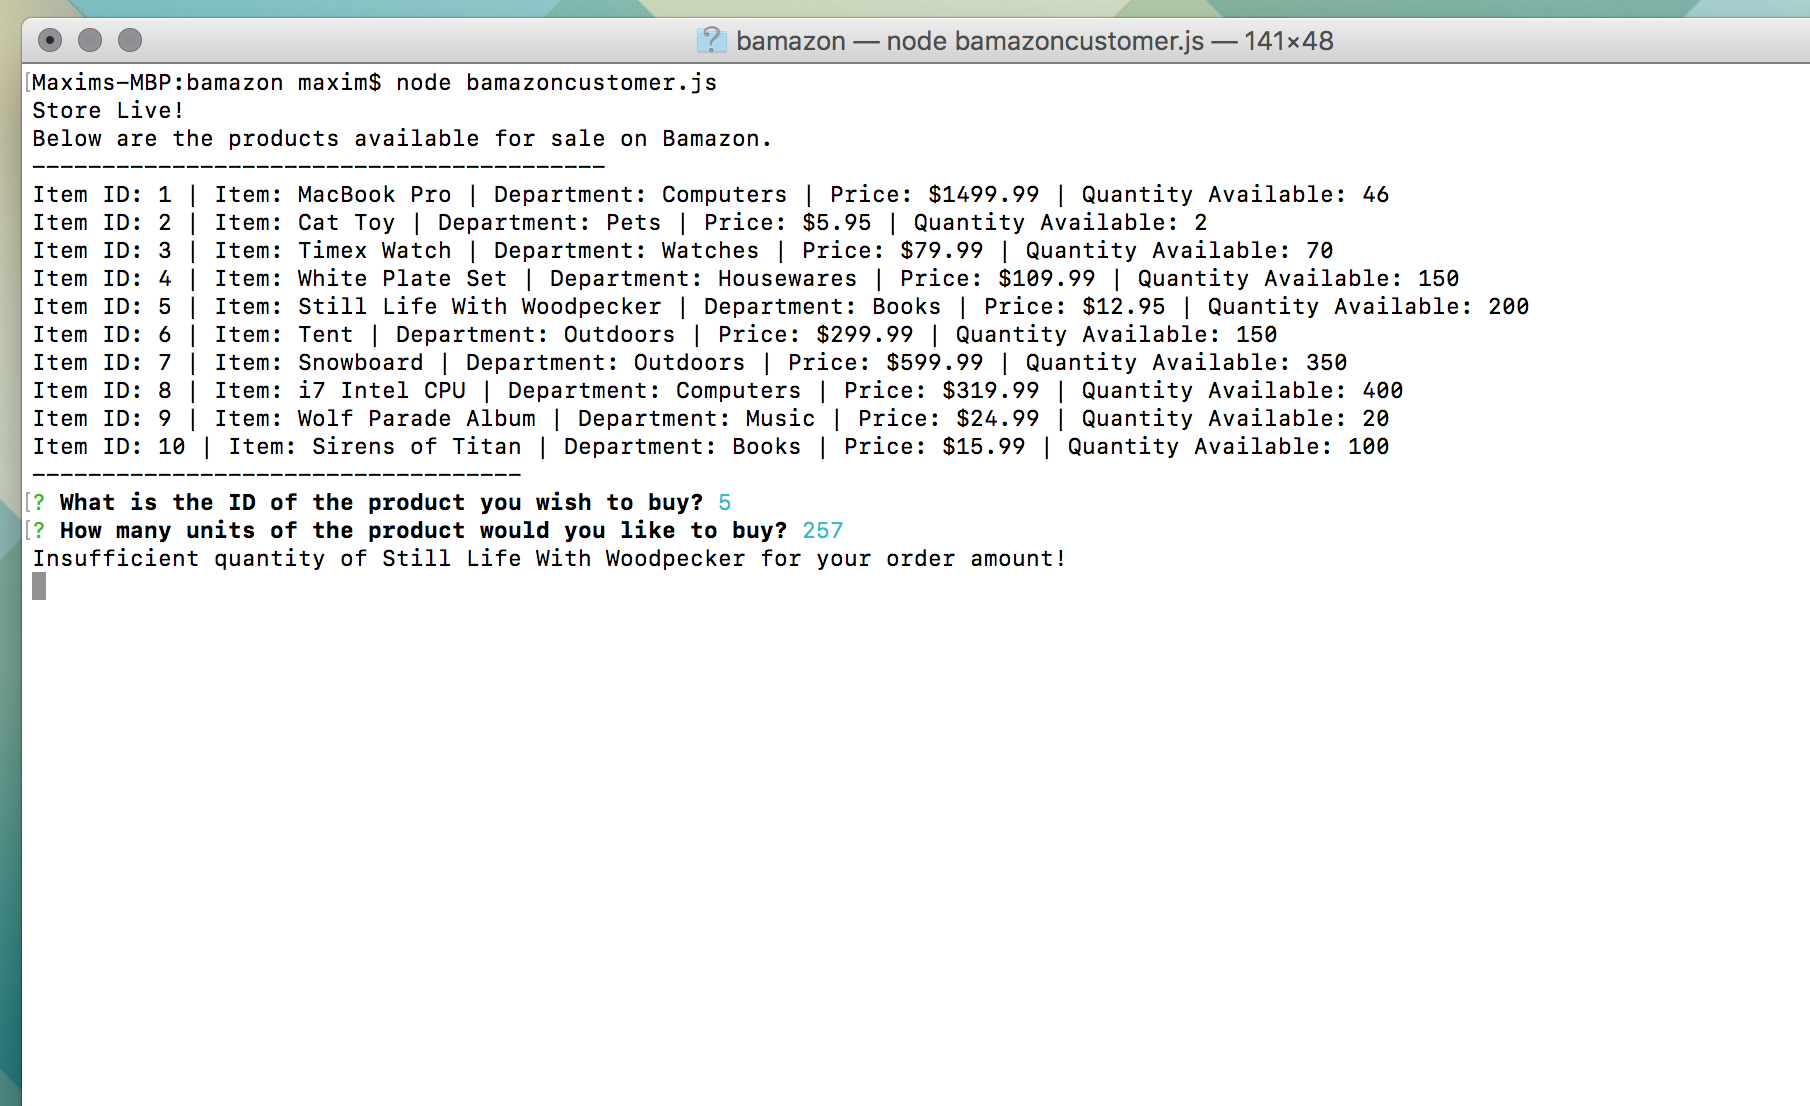 bamazon — node bamazoncustomer.js — 141×48
[Maxims-MBP:bamazon maxim$ node bamazoncustomer.js
Store Live!
Below are the products available for sale on Bamazon.
-----------------------------------------
Item ID: 1 | Item: MacBook Pro | Department: Computers | Price: $1499.99 | Quantity Available: 46
Item ID: 2 | Item: Cat Toy | Department: Pets | Price: $5.95 | Quantity Available: 2
Item ID: 3 | Item: Timex Watch | Department: Watches | Price: $79.99 | Quantity Available: 70
Item ID: 4 | Item: White Plate Set | Department: Housewares | Price: $109.99 | Quantity Available: 150
Item ID: 5 | Item: Still Life With Woodpecker | Department: Books | Price: $12.95 | Quantity Available: 200
Item ID: 6 | Item: Tent | Department: Outdoors | Price: $299.99 | Quantity Available: 150
Item ID: 7 | Item: Snowboard | Department: Outdoors | Price: $599.99 | Quantity Available: 350
Item ID: 8 | Item: i7 Intel CPU | Department: Computers | Price: $319.99 | Quantity Available: 400
Item ID: 9 | Item: Wolf Parade Album | Department: Music | Price: $24.99 | Quantity Available: 20
Item ID: 10 | Item: Sirens of Titan | Department: Books | Price: $15.99 | Quantity Available: 100
-----------------------------------
[? What is the ID of the product you wish to buy? 5
[? How many units of the product would you like to buy? 257
Insufficient quantity of Still Life With Woodpecker for your order amount!